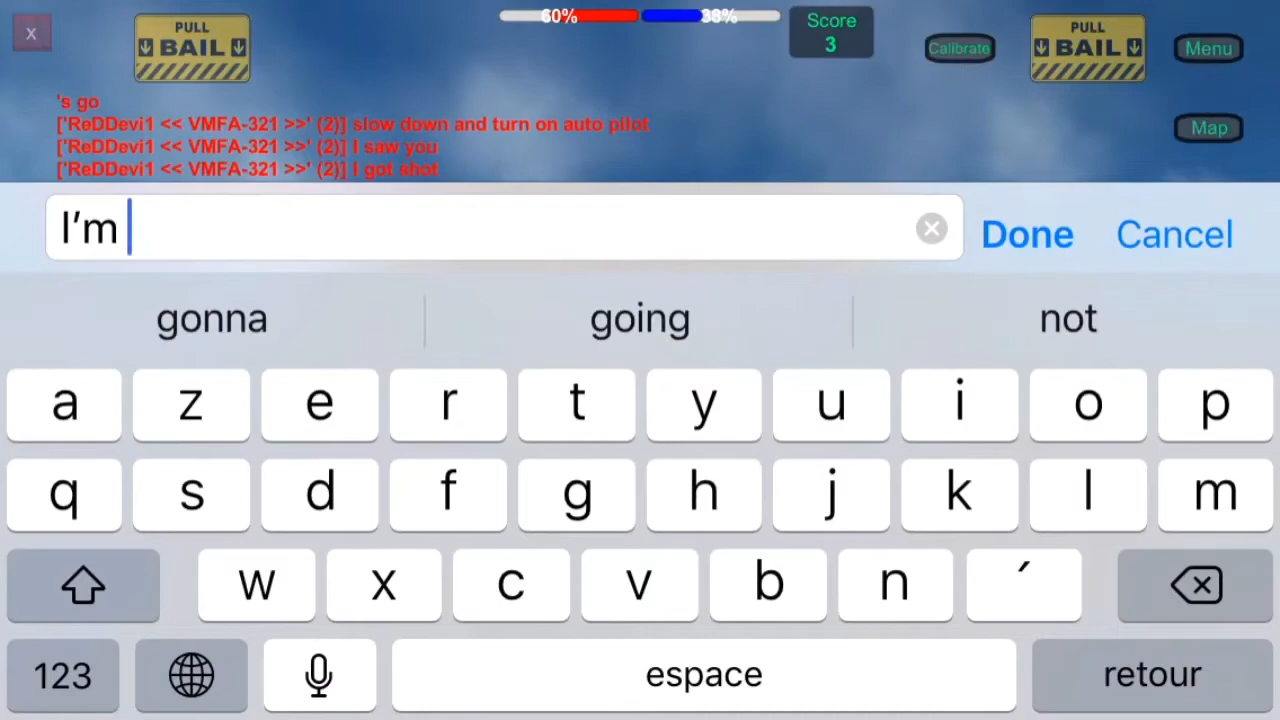 x
PULL
BAIL
60%
38%
Score
3
Calibrate
PULL
BAIL
Menu
Map
's go
['ReDDevi1 << VMFA-321 >>' (2)] slow down and turn on auto pilot
['ReDDevi1 << VMFA-321 >>' (2)] I saw you
['ReDDevi1 << VMFA-321 >>' (2)] I got shot
I’m
Done
Cancel
gonna going not
a z e r t y u i o p
q s d f g h j k l m
w x c v b n ´
123 espace retour